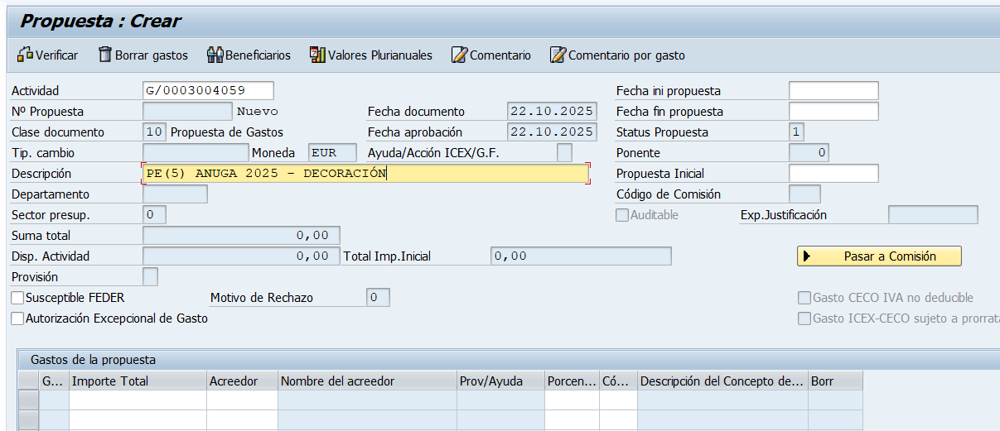 Propuesta : Crear
Verificar Borrar gastos Beneficiarios Valores Plurianuales Comentario Comentario por gasto
Actividad G/0003004059 Fecha ini propuesta
Nº Propuesta Nuevo Fecha documento 22.10.2025 Fecha fin propuesta
Clase documento 10 Propuesta de Gastos Fecha aprobación 22.10.2025 Status Propuesta 1
Tip. cambio Moneda EUR Ayuda/Acción ICEX/G.F. Ponente 0
Descripción PE(5) ANUGA 2025 - DECORACIÓN Propuesta Inicial
Departamento Código de Comisión
Sector presup. 0 Auditable Exp.Justificación
Suma total 0,00
Disp. Actividad 0,00 Total Imp.Inicial 0,00 Pasar a Comisión
Provisión
Susceptible FEDER Motivo de Rechazo 0 Gasto CECO IVA no deducible
Autorización Excepcional de Gasto Gasto ICEX-CECO sujeto a prorrata
Gastos de la propuesta
G... Importe Total Acreedor Nombre del acreedor Prov/Ayuda Porcen... Có... Descripción del Concepto de... Borr